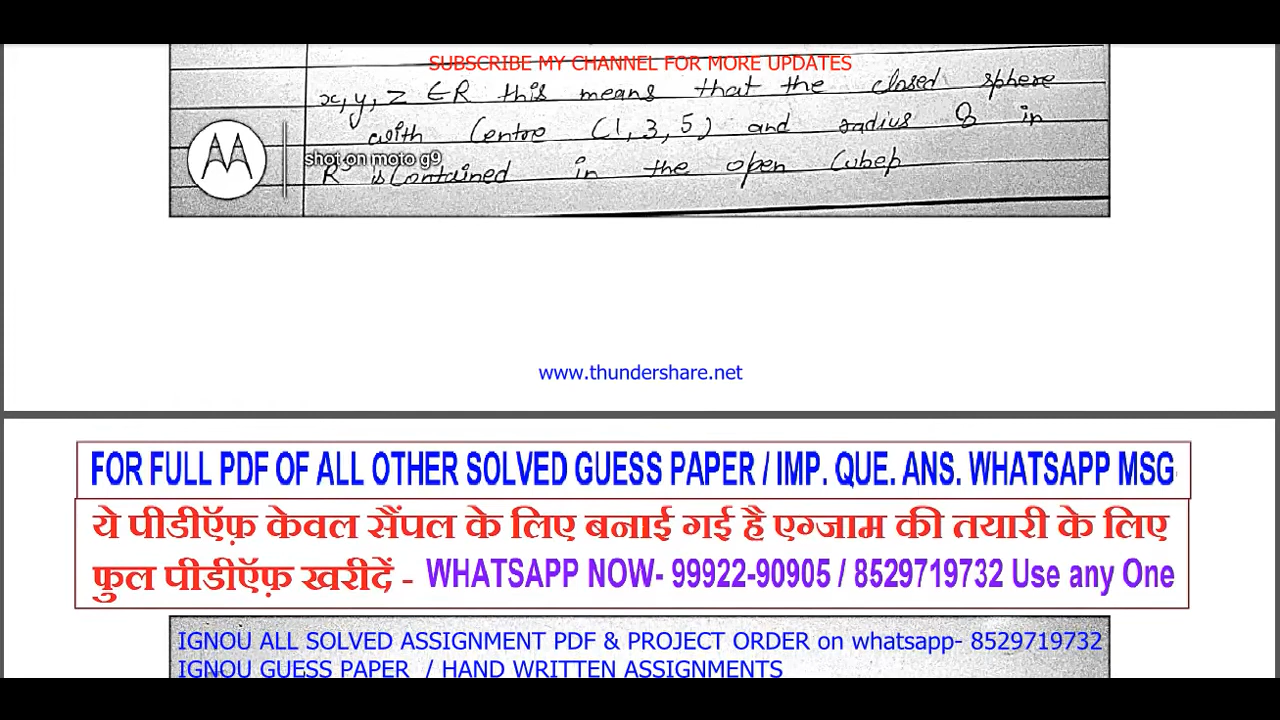 SUBSCRIBE MY CHANNEL FOR MORE UPDATES
x, y, z ∈ R this means that the closed sphere
with Centre (1, 3, 5) and radius 8 in
shot on moto g9
R³ is Contained in the open Cubep
www.thundershare.net
FOR FULL PDF OF ALL OTHER SOLVED GUESS PAPER / IMP. QUE. ANS. WHATSAPP MSG
ये पीडीऍफ़ केवल सैंपल के लिए बनाई गई है एग्जाम की तयारी के लिए
फुल पीडीऍफ़ खरीदें - WHATSAPP NOW- 99922-90905 / 8529719732 Use any One
IGNOU ALL SOLVED ASSIGNMENT PDF & PROJECT ORDER on whatsapp- 8529719732
IGNOU GUESS PAPER / HAND WRITTEN ASSIGNMENTS